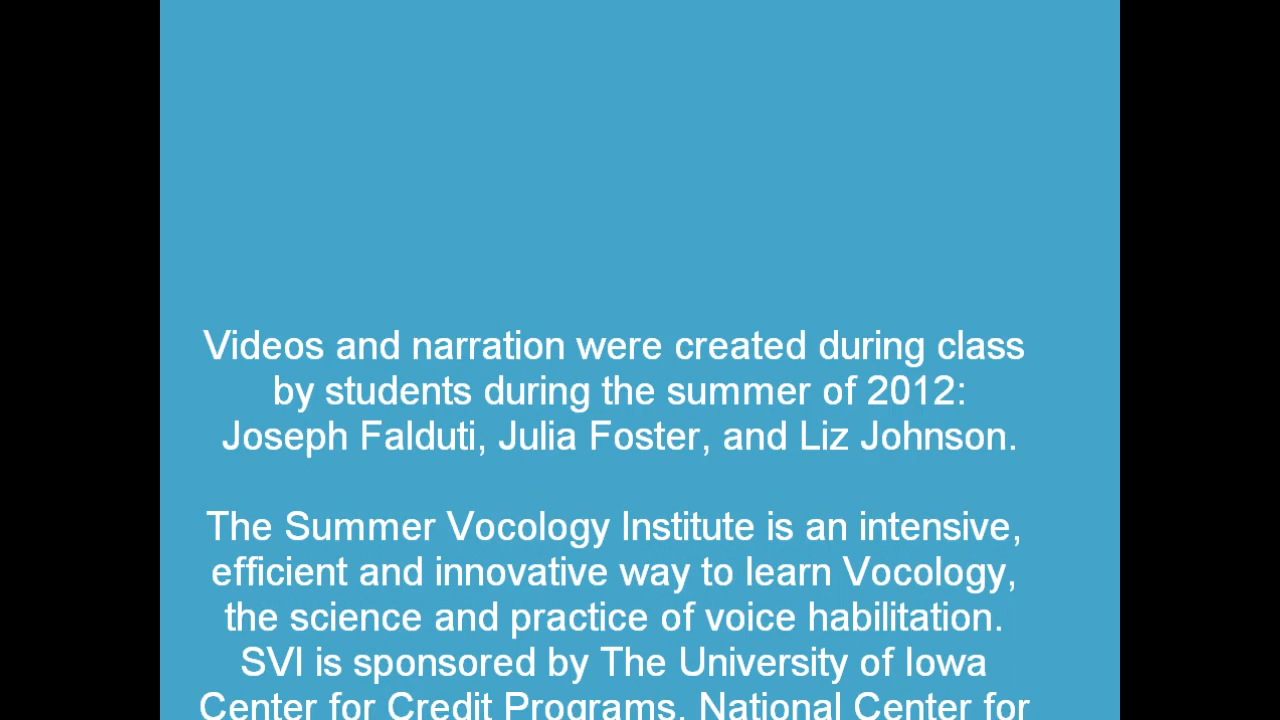 Videos and narration were created during class
by students during the summer of 2012:
Joseph Falduti, Julia Foster, and Liz Johnson.
The Summer Vocology Institute is an intensive,
efficient and innovative way to learn Vocology,
the science and practice of voice habilitation.
SVI is sponsored by The University of Iowa
Center for Credit Programs, National Center for